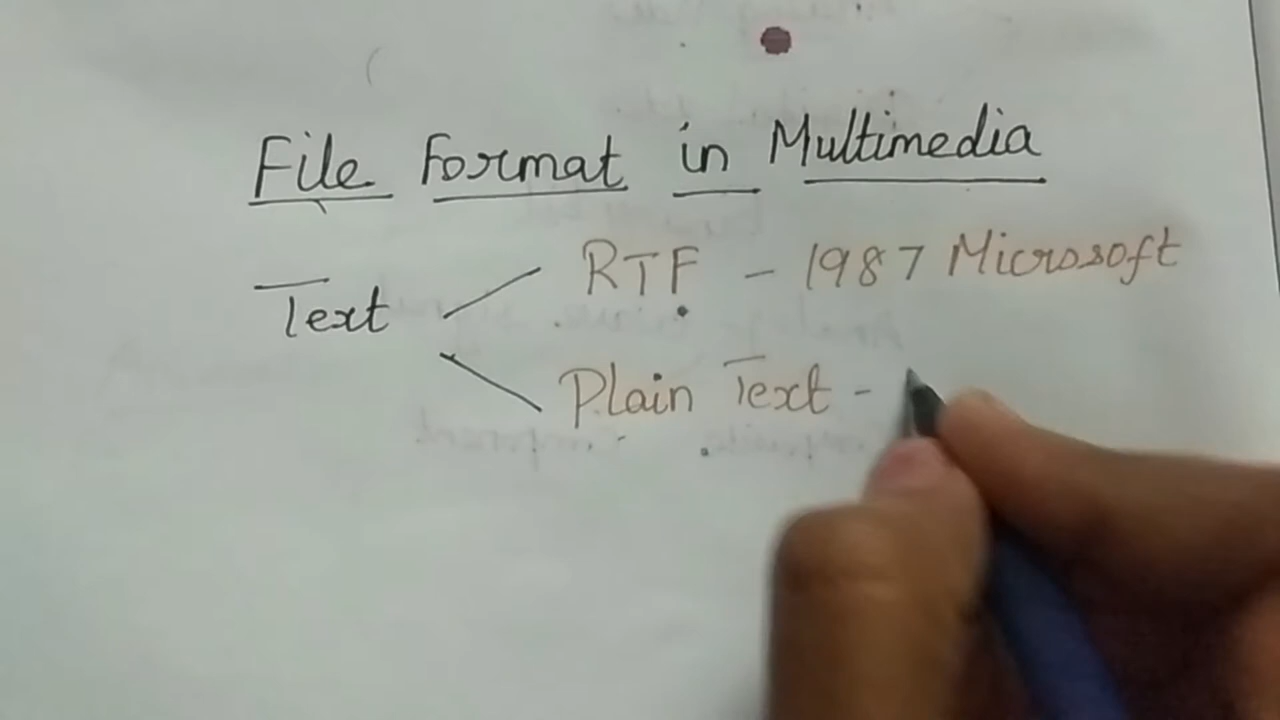 File Format in Multimedia
Text
RTF - 1987 Microsoft
Plain Text -